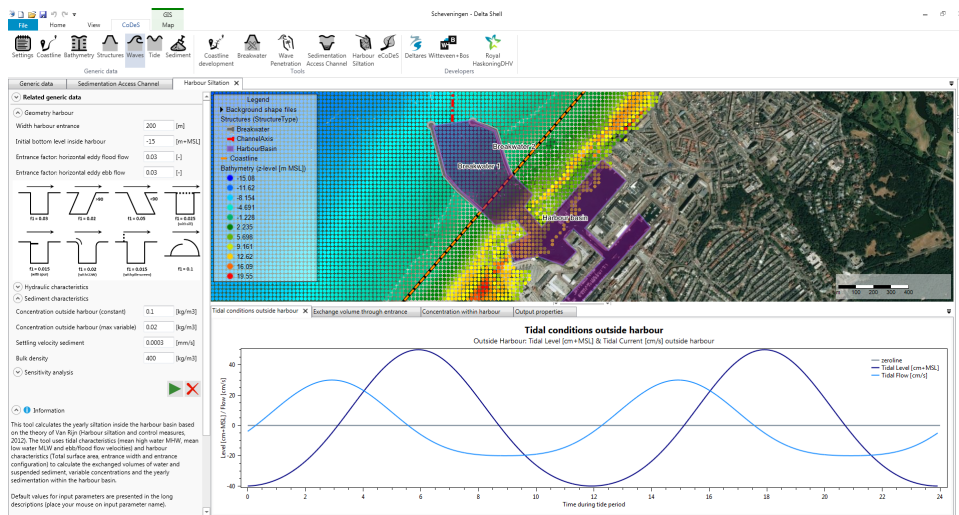 Scheveningen - Delta Shell
GIS
File Home View CoDeS Map
Settings Coastline Bathymetry Structures Waves Tide Sediment
Generic data
Coastline development Breakwater Wave Penetration Sedimentation Access Channel Harbour Siltation eCoDeS
Tools
Deltares Witteveen+Bos Royal HaskoningDHV
Developers
Generic data Sedimentation Access Channel Harbour Siltation X
Related generic data
Geometry harbour
Width harbour entrance 200 [m]
Initial bottom level inside harbour -15 [m+MSL]
Entrance factor: horizontal eddy flood flow 0.03 [-]
Entrance factor: horizontal eddy ebb flow 0.03 [-]
>90 >90
f1 = 0.03 f1 = 0.02 f1 = 0.05 f1 = 0.025
(with sill)
f1 = 0.015 f1 = 0.02 f1 = 0.015 f1 = 0.1
Hydraulic characteristics
Sediment characteristics
Concentration outside harbour (constant) 0.1 [kg/m3]
Concentration outside harbour (max variable) 0.02 [kg/m3]
Settling velocity sediment 0.0003 [mm/s]
Bulk density 400 [kg/m3]
Sensitivity analysis
Information
This tool calculates the yearly siltation inside the harbour basin based
on the theory of Van Rijn (Harbour siltation and control measures,
2012). The tool uses tidal characteristics (mean high water MHW, mean
low water MLW and ebb/flood flow velocities) and harbour
characteristics (Total surface area, entrance width and entrance
configuration) to calculate the exchanged volumes of water and
suspended sediment, variable concentrations and the yearly
sedimentation within the harbour basin.
Default values for input parameters are presented in the long
descriptions (place your mouse on input parameter name).
Legend
Background shape files
Structures (StructureType)
Breakwater
ChannelAxis
HarbourBasin
Coastline
Bathymetry (z-level [m MSL])
-15.08
-11.62
-8.154
-4.691
-1.228
2.235
5.698
9.161
12.62
16.09
19.55
Breakwater 2
Breakwater 1
Harbour basin
100 200 300 400
Tidal conditions outside harbour X Exchange volume through entrance Concentration within harbour Output properties
Tidal conditions outside harbour
Outside Harbour: Tidal Level [cm+MSL] & Tidal Current [cm/s] outside harbour
zeroline
Tidal Level [cm+MSL]
Tidal Flow [cm/s]
Level [cm+MSL] / Flow [cm/s]
40
20
0
-20
-40
0 2 4 6 8 10 12 14 16 18 20 22 24
Time during tide period